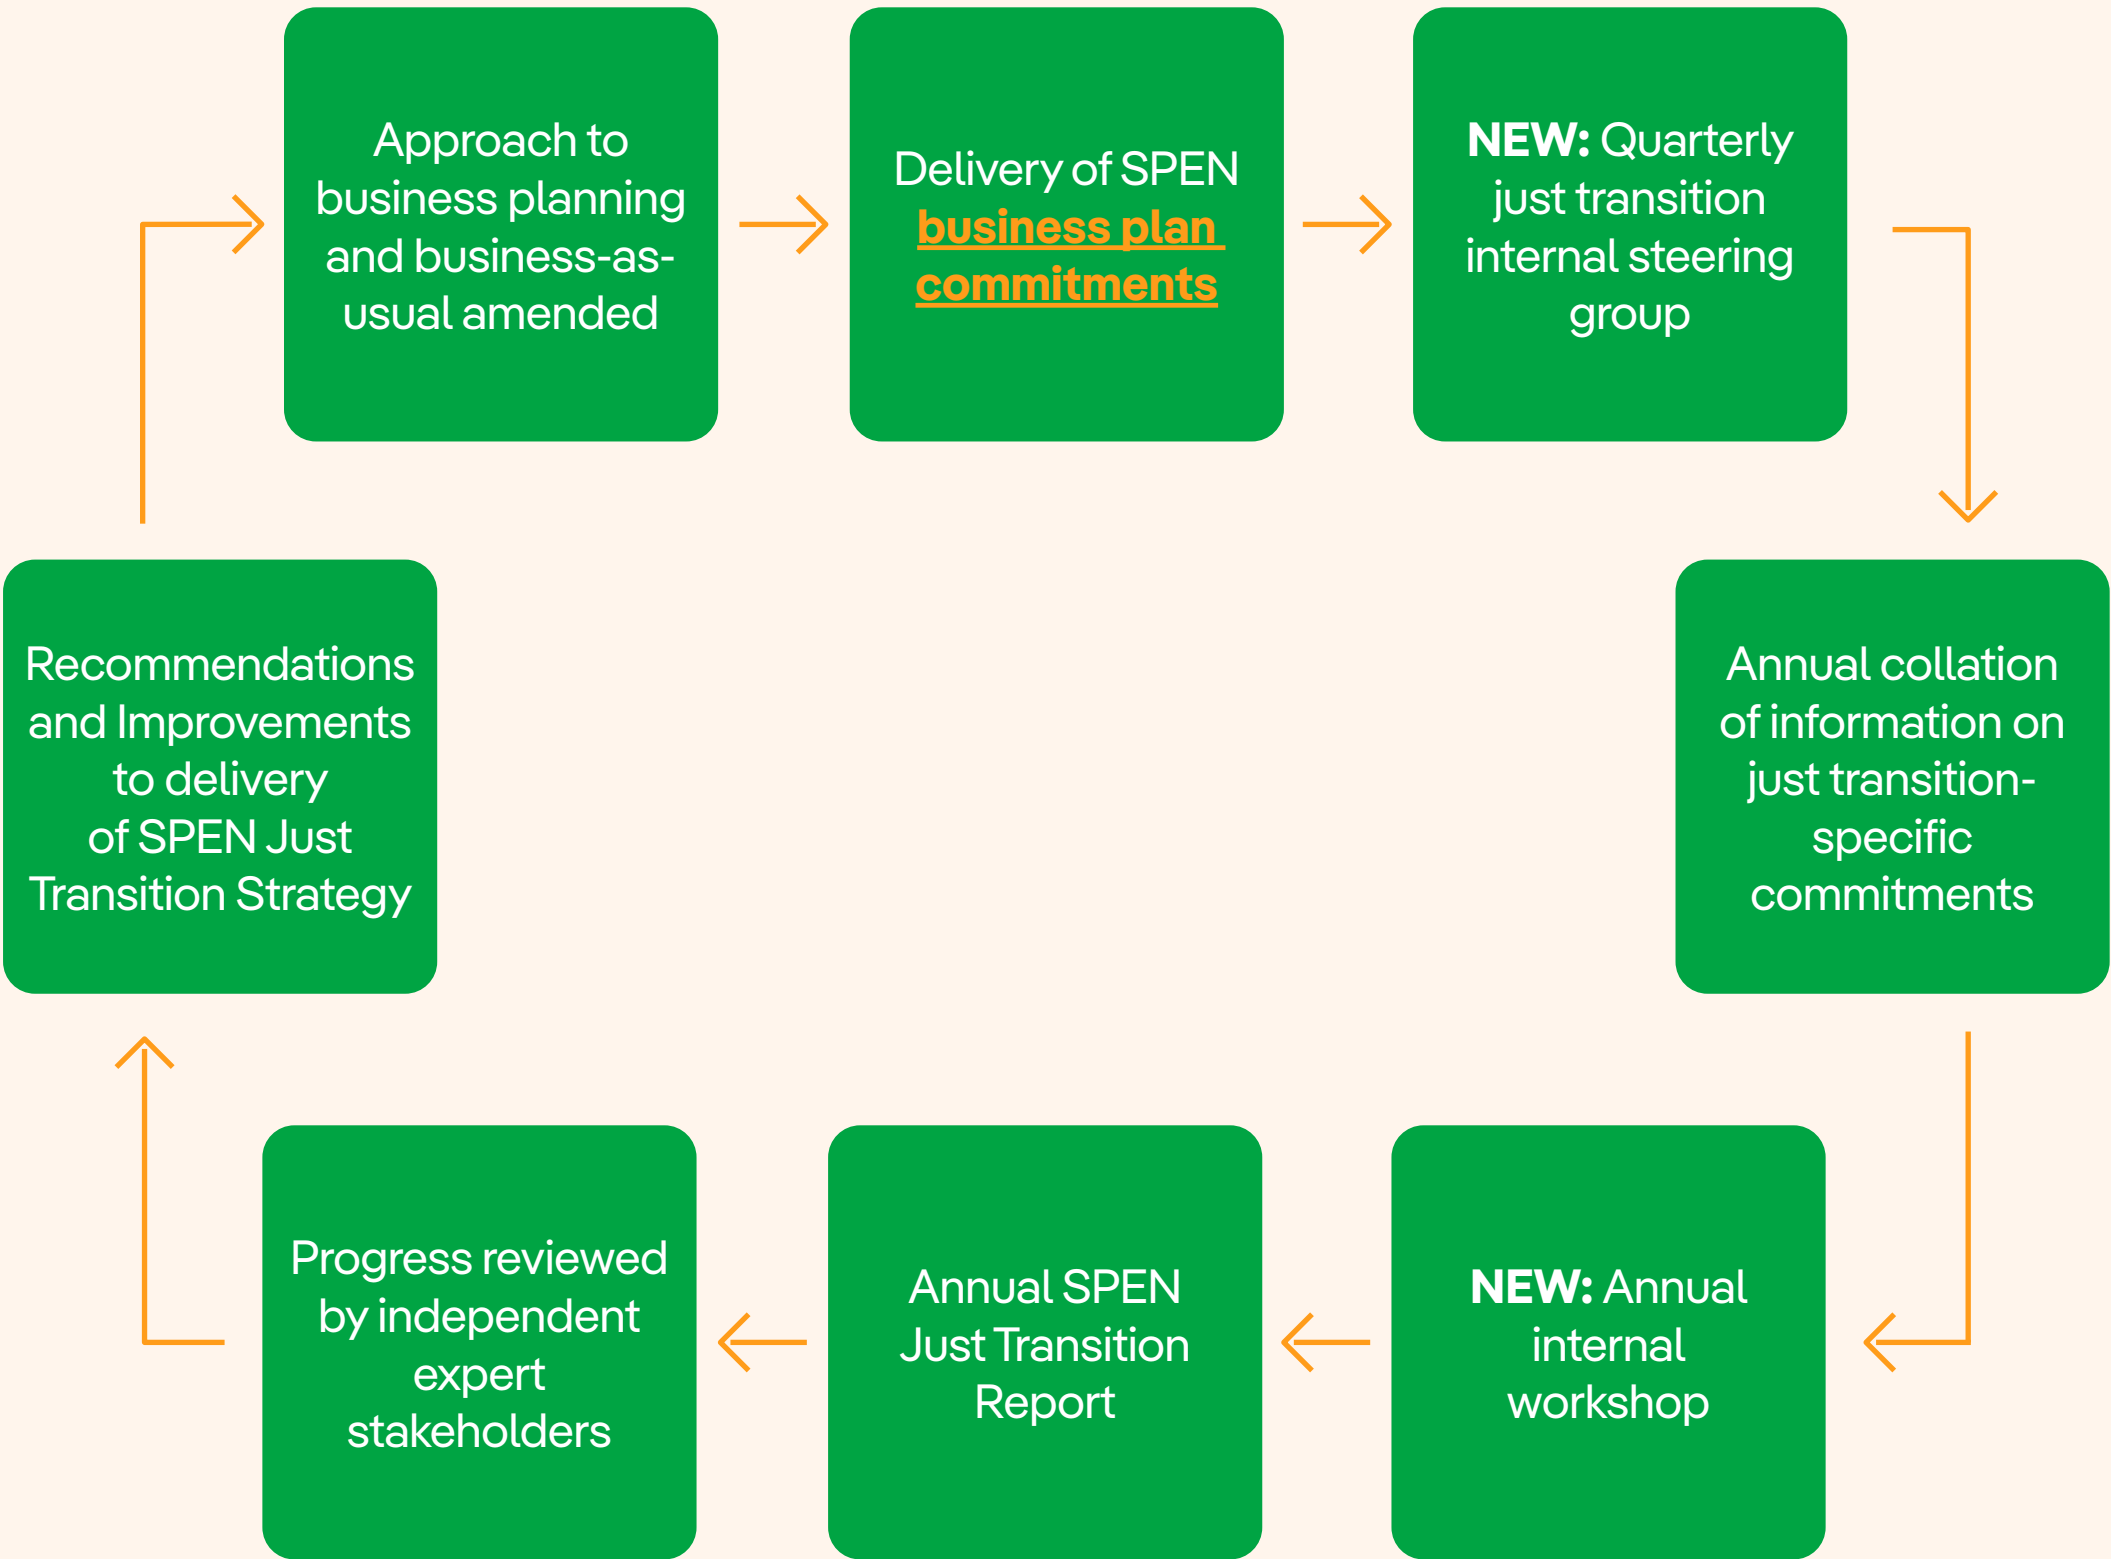 Approach to
business planning
and business-as-
usual amended
Delivery of SPEN
business plan
commitments
NEW: Quarterly
just transition
internal steering
group
Recommendations
and Improvements
to delivery
of SPEN Just
Transition Strategy
Annual collation
of information on
just transition-
specific
commitments
Progress reviewed
by independent
expert
stakeholders
Annual SPEN
Just Transition
Report
NEW: Annual
internal
workshop